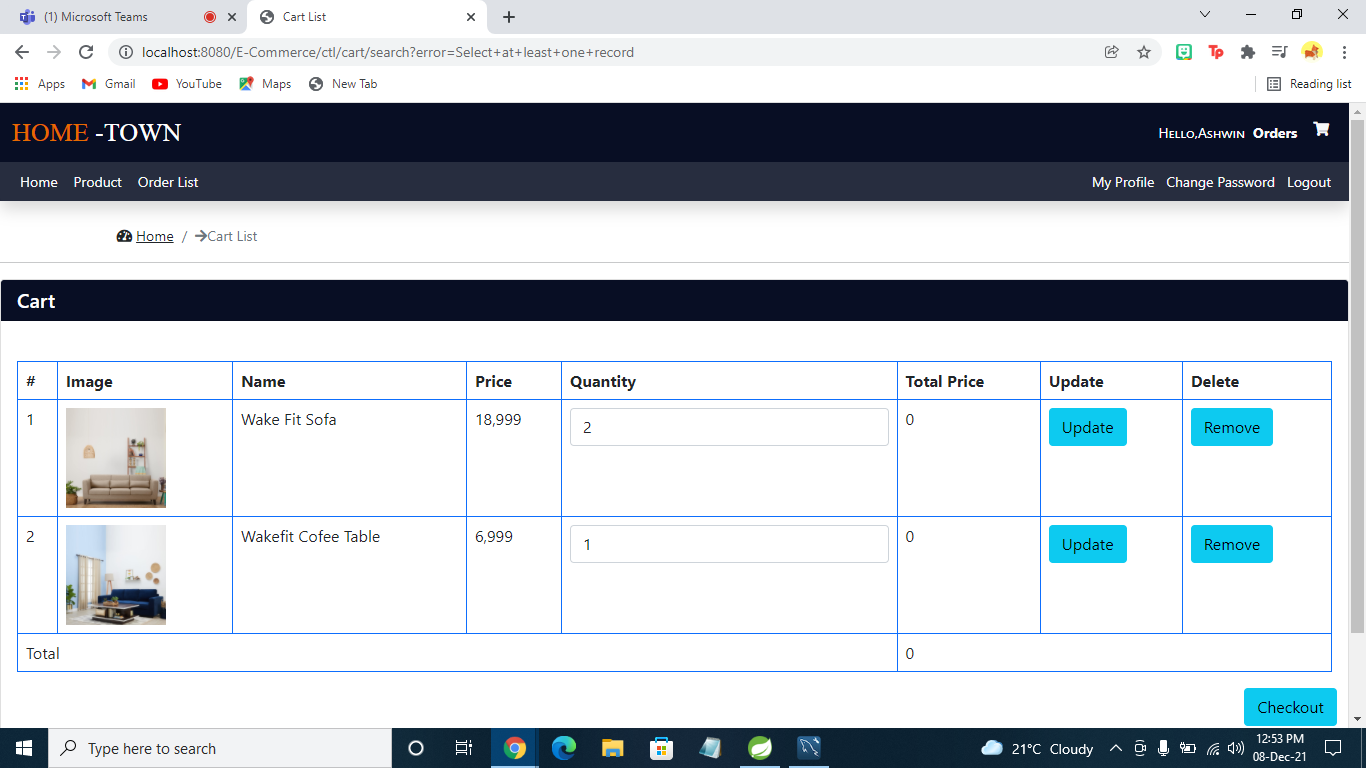 (1) Microsoft Teams
Cart List
localhost:8080/E-Commerce/ctl/cart/search?error=Select+at+least+one+record
Apps Gmail YouTube Maps New Tab Reading list
HOME -TOWN Hello,Ashwin Orders
Home Product Order List My Profile Change Password Logout
Home / Cart List
Cart
# Image Name Price Quantity Total Price Update Delete
1 Wake Fit Sofa 18,999 2 0 Update Remove
2 Wakefit Cofee Table 6,999 1 0 Update Remove
Total 0
Checkout
Type here to search 21°C Cloudy 12:53 PM
08-Dec-21